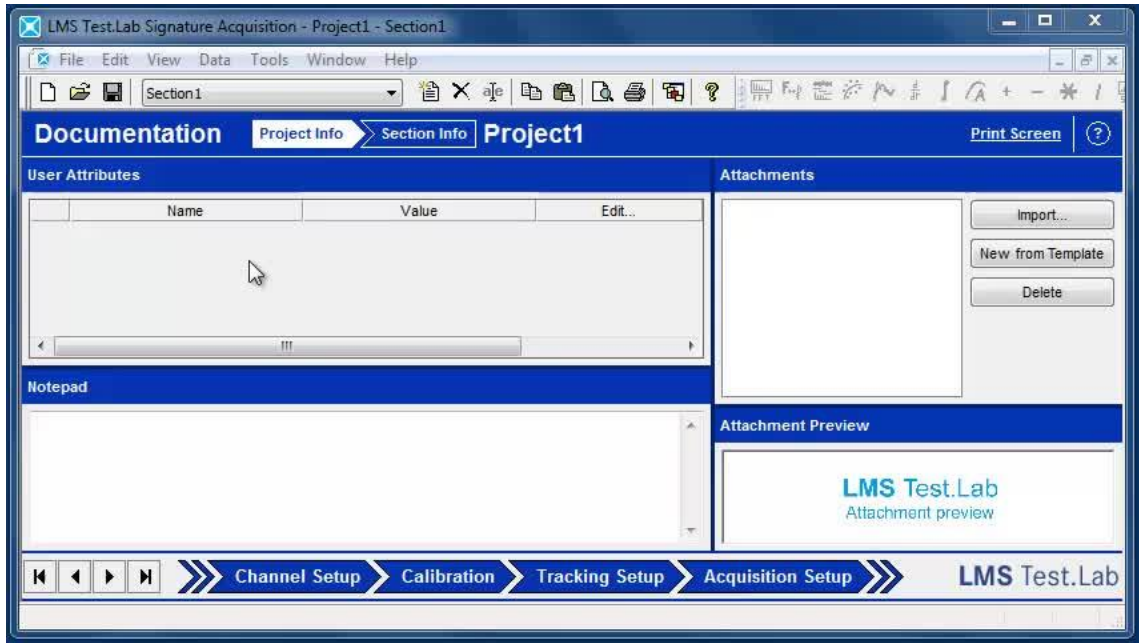 LMS Test.Lab Signature Acquisition - Project1 - Section1
File Edit View Data Tools Window Help
Section1
Documentation Project Info Section Info Project1 Print Screen
User Attributes
Attachments
Name Value Edit...
Import...
New from Template
Delete
Notepad
Attachment Preview
LMS Test.Lab
Attachment preview
Channel Setup Calibration Tracking Setup Acquisition Setup LMS Test.Lab